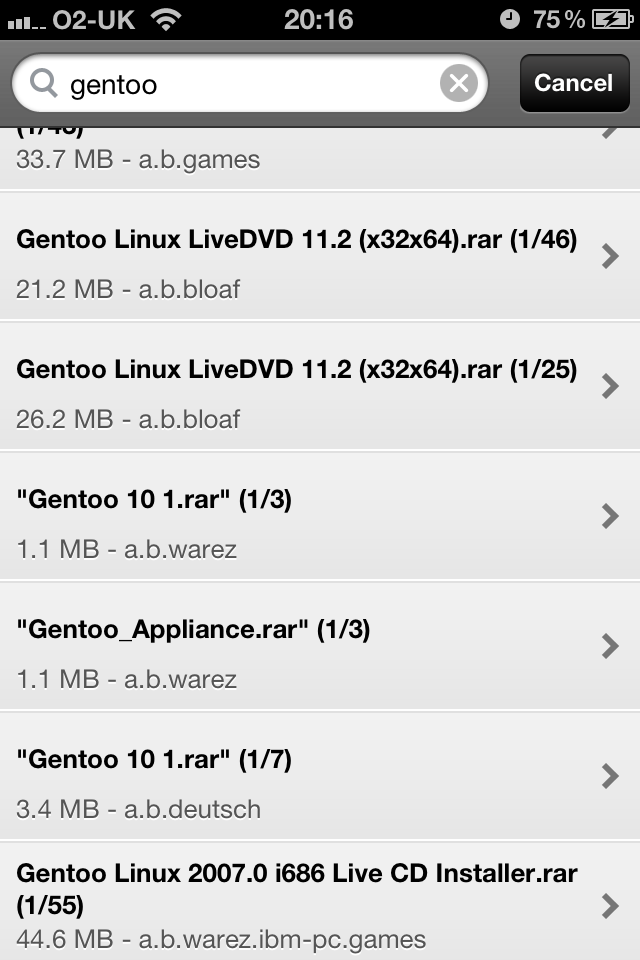 O2-UK 20:16 75%
gentoo Cancel
33.7 MB - a.b.games
Gentoo Linux LiveDVD 11.2 (x32x64).rar (1/46)
21.2 MB - a.b.bloaf
Gentoo Linux LiveDVD 11.2 (x32x64).rar (1/25)
26.2 MB - a.b.bloaf
"Gentoo 10 1.rar" (1/3)
1.1 MB - a.b.warez
"Gentoo_Appliance.rar" (1/3)
1.1 MB - a.b.warez
"Gentoo 10 1.rar" (1/7)
3.4 MB - a.b.deutsch
Gentoo Linux 2007.0 i686 Live CD Installer.rar
(1/55)
44.6 MB - a.b.warez.ibm-pc.games